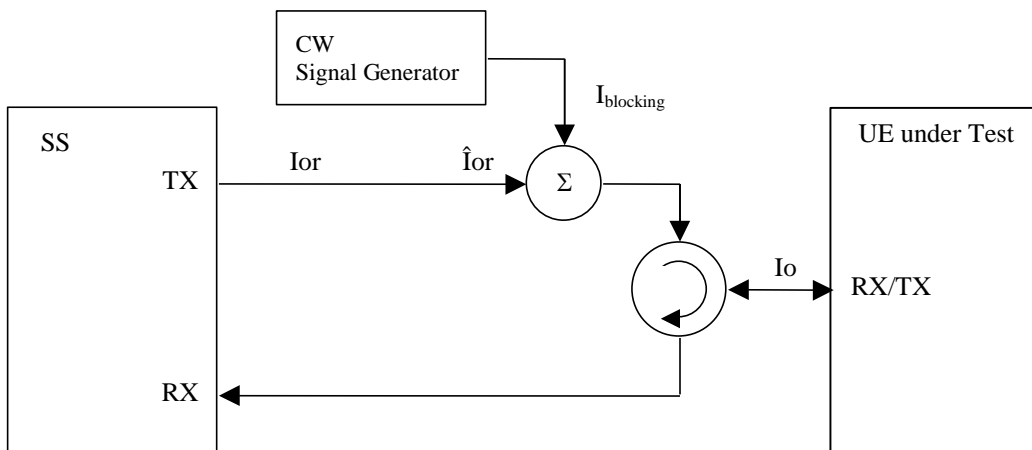 CW
Signal Generator
I_blocking
SS
UE under Test
TX
Ior
Îor
Σ
Io
RX/TX
RX